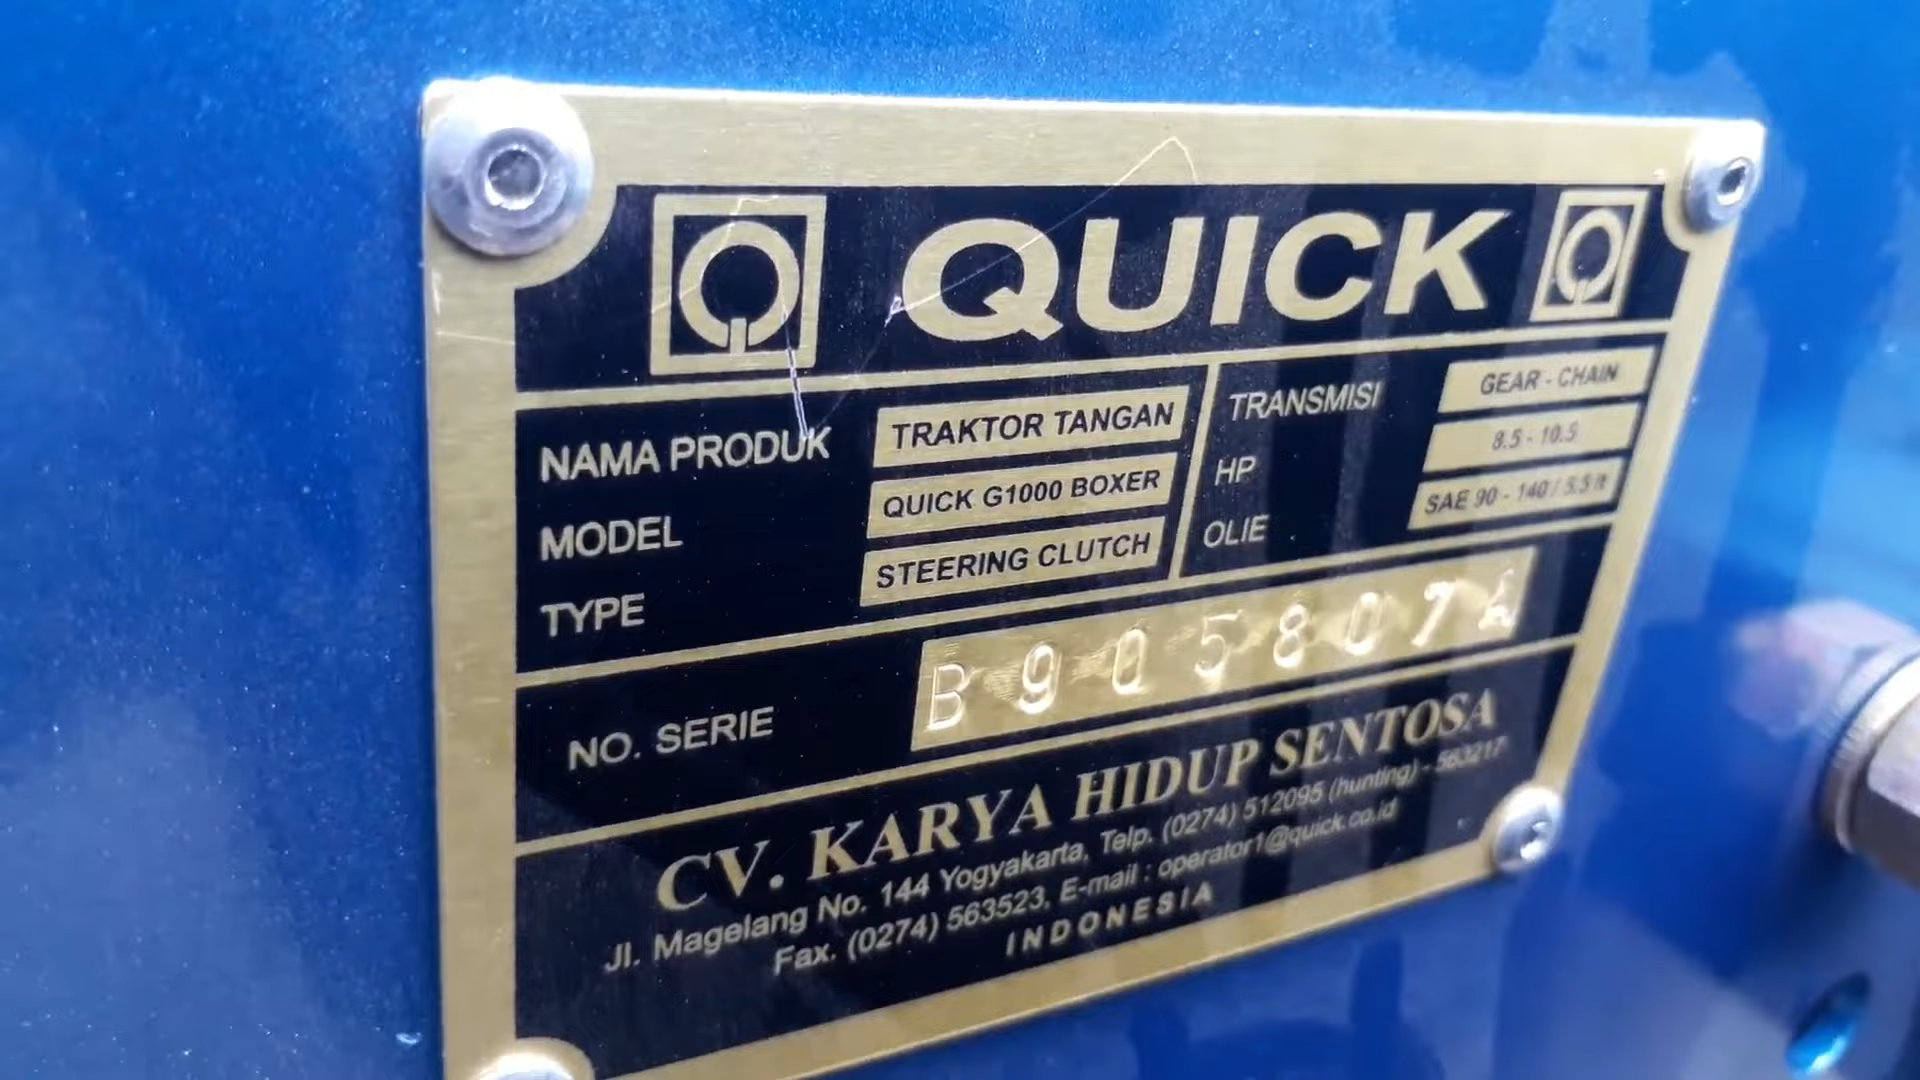 QUICK
NAMA PRODUK TRAKTOR TANGAN
MODEL QUICK G1000 BOXER
TYPE STEERING CLUTCH
TRANSMISI GEAR - CHAIN
HP 8.5 - 10.5
OLIE SAE 90 - 140 / 5.5 lt
NO. SERIE
CV. KARYA HIDUP SENTOSA
Jl. Magelang No. 144 Yogyakarta, Telp. (0274) 512095 (hunting) - 563217
Fax. (0274) 563523, E-mail : operator1@quick.co.id
INDONESIA